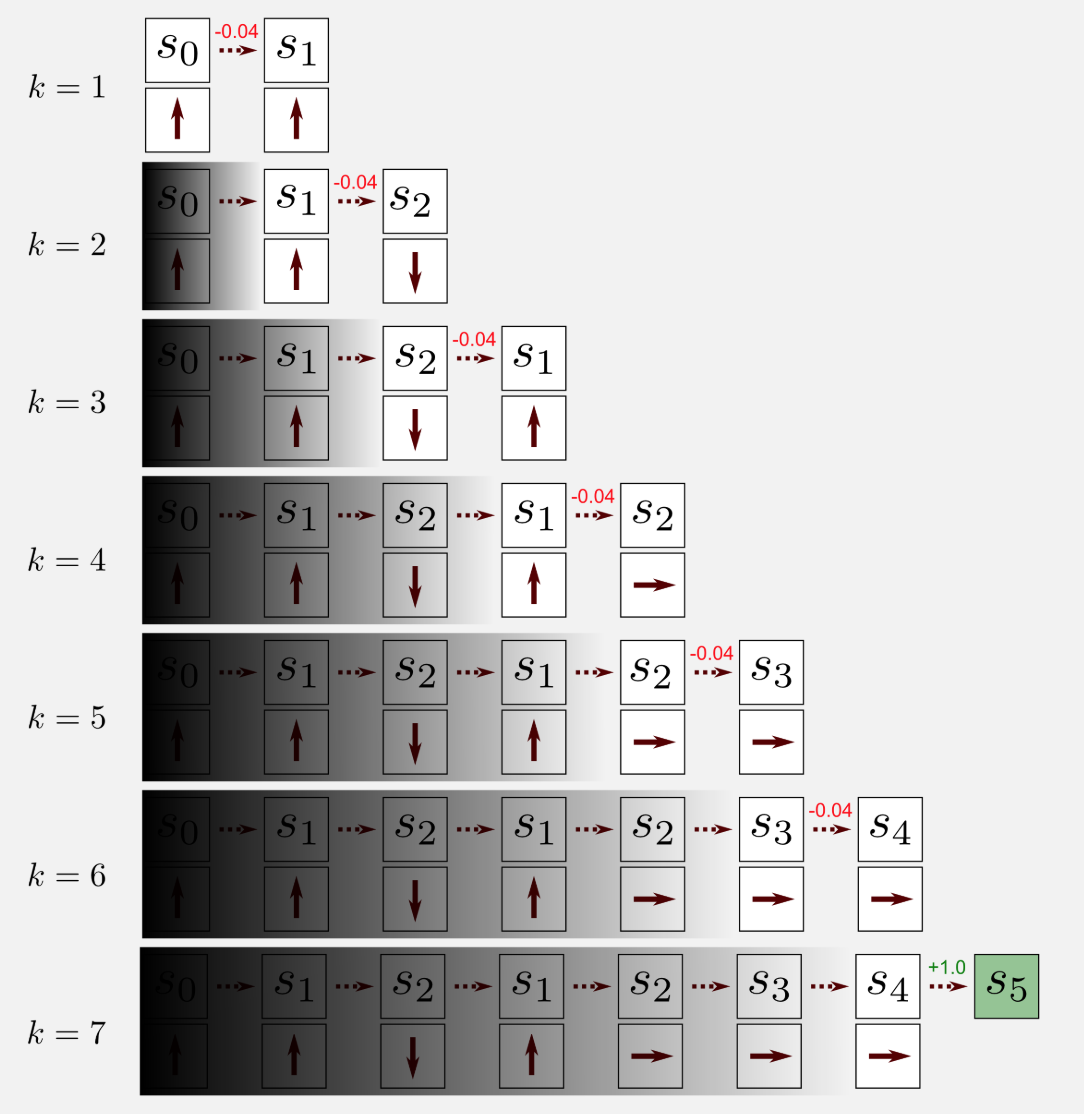 -0.04
s₀ s₁
k = 1
-0.04
s₀ s₁ s₂
k = 2
-0.04
s₀ s₁ s₂ s₁
k = 3
-0.04
s₀ s₁ s₂ s₁ s₂
k = 4
-0.04
s₀ s₁ s₂ s₁ s₂ s₃
k = 5
-0.04
s₀ s₁ s₂ s₁ s₂ s₃ s₄
k = 6
+1.0
s₀ s₁ s₂ s₁ s₂ s₃ s₄ s₅
k = 7